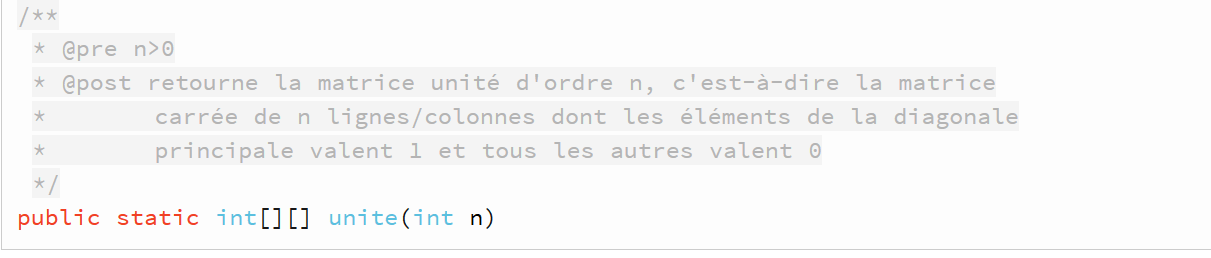 /**
 * @pre n>0
 * @post retourne la matrice unité d'ordre n, c'est-à-dire la matrice
 *       carrée de n lignes/colonnes dont les éléments de la diagonale
 *       principale valent 1 et tous les autres valent 0
 */
public static int[][] unite(int n)